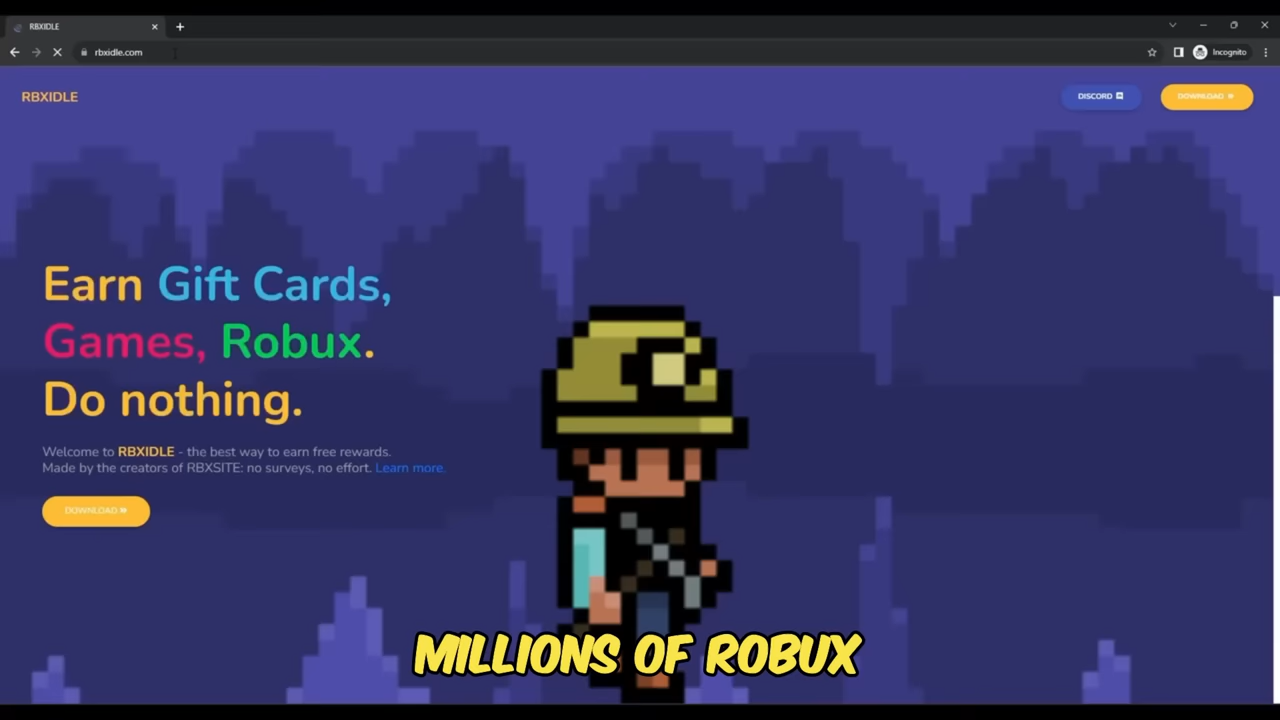 RBXIDLE
rbxidle.com
Incognito
RBXIDLE
DISCORD
DOWNLOAD
Earn Gift Cards,
Games, Robux.
Do nothing.
Welcome to RBXIDLE - the best way to earn free rewards.
Made by the creators of RBXSITE: no surveys, no effort. Learn more.
DOWNLOAD
MILLIONS OF ROBUX